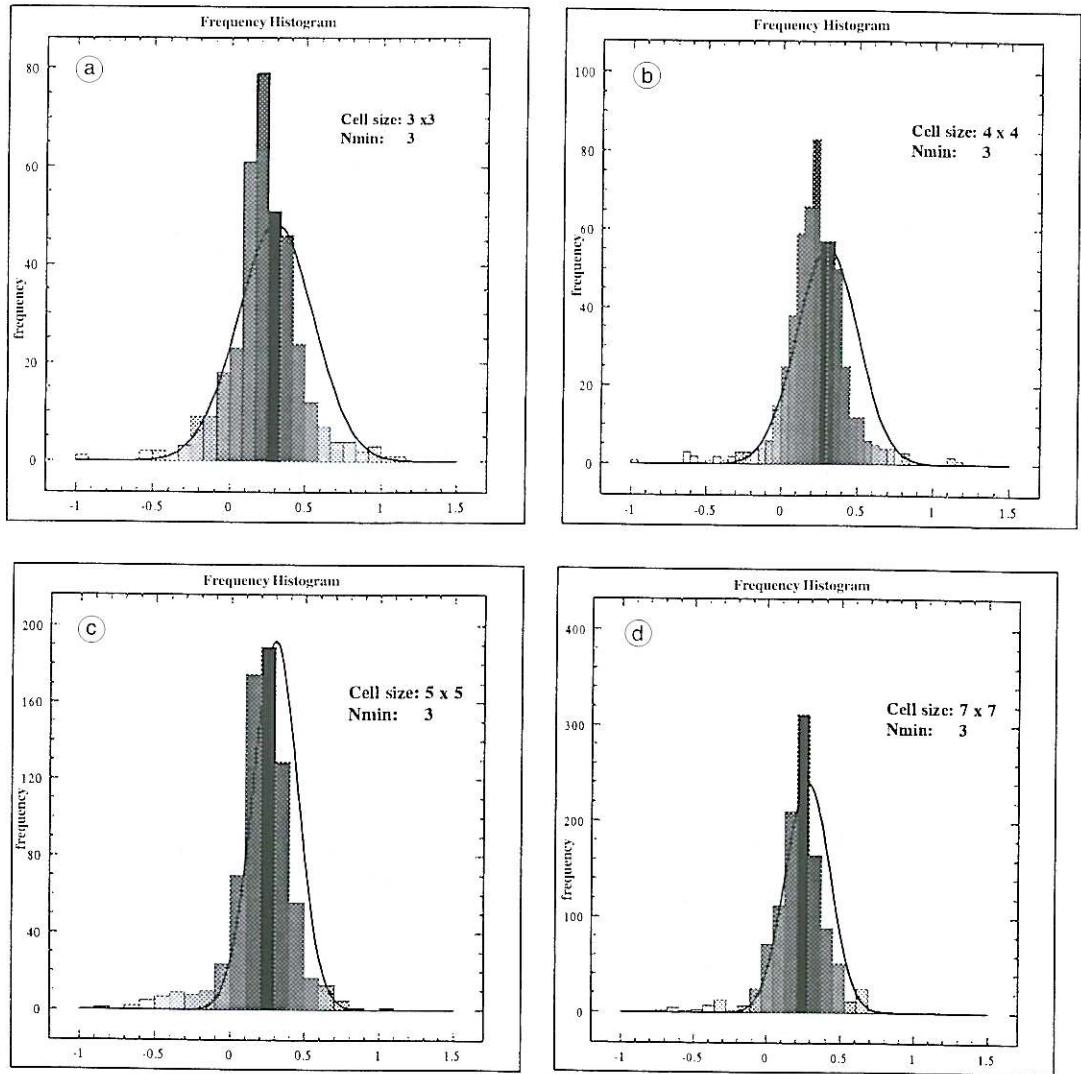 Frequency Histogram
a
Cell size: 3 x3
Nmin: 3
frequency
80
60
40
20
0
-1 -0.5 0 0.5 1 1.5
Frequency Histogram
b
Cell size: 4 x 4
Nmin: 3
frequency
100
80
60
40
20
0
-1 -0.5 0 0.5 1 1.5
Frequency Histogram
c
Cell size: 5 x 5
Nmin: 3
frequency
200
160
120
80
40
0
-1 -0.5 0 0.5 1 1.5
Frequency Histogram
d
Cell size: 7 x 7
Nmin: 3
frequency
400
300
200
100
0
-1 -0.5 0 0.5 1 1.5